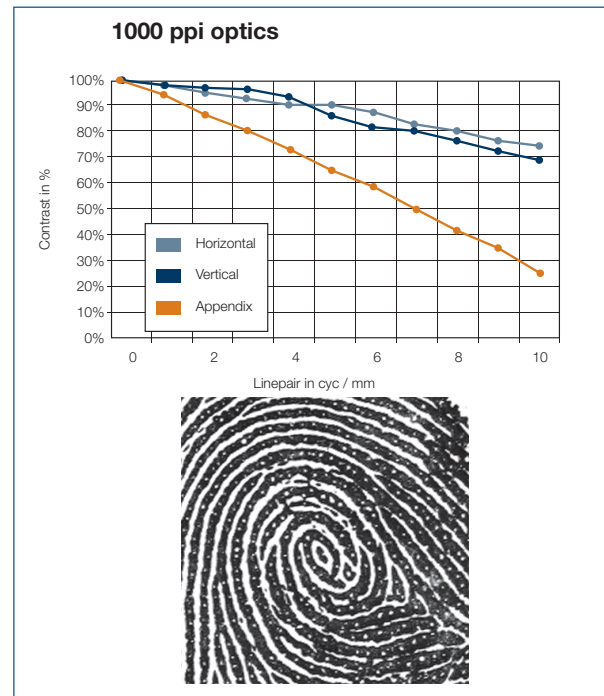 1000 ppi optics
100%
90%
80%
70%
60%
50%
40%
30%
20%
10%
0%
Contrast in %
Horizontal
Vertical
Appendix
0 2 4 6 8 10
Linepair in cyc / mm